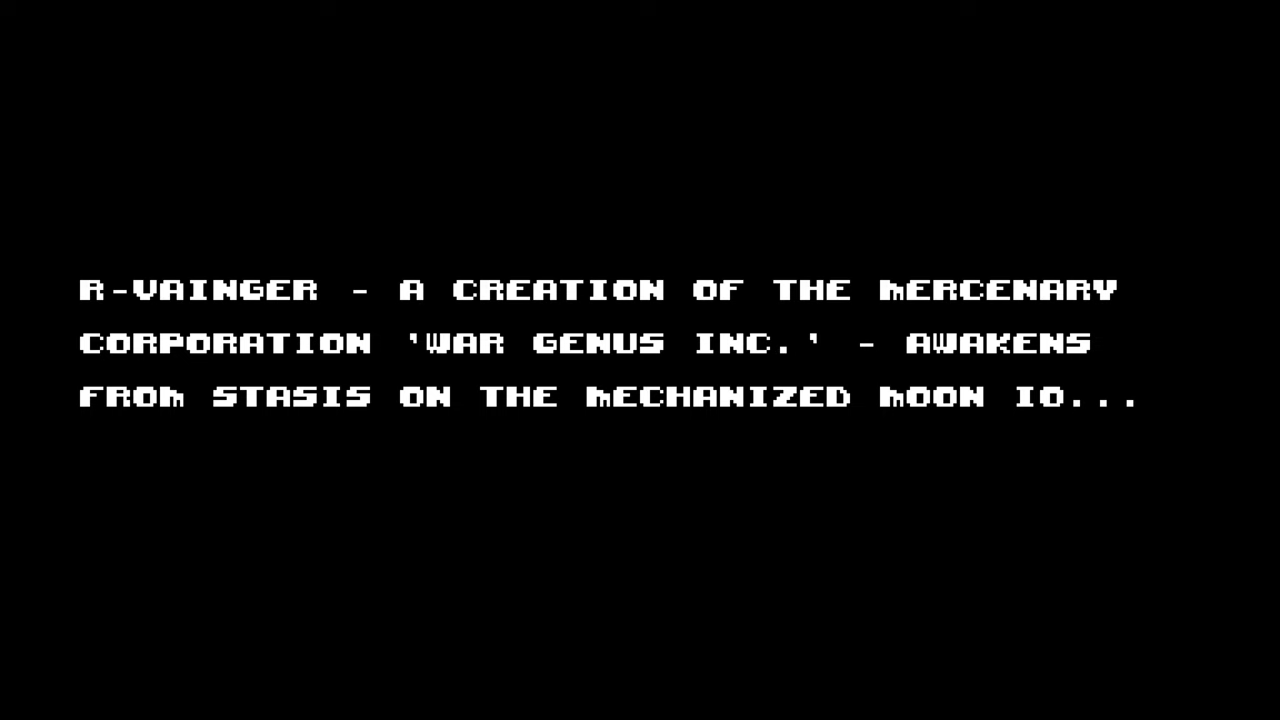 R-VAINGER - A CREATION OF THE MERCENARY
CORPORATION 'WAR GENUS INC.' - AWAKENS
FROM STASIS ON THE MECHANIZED MOON IO...